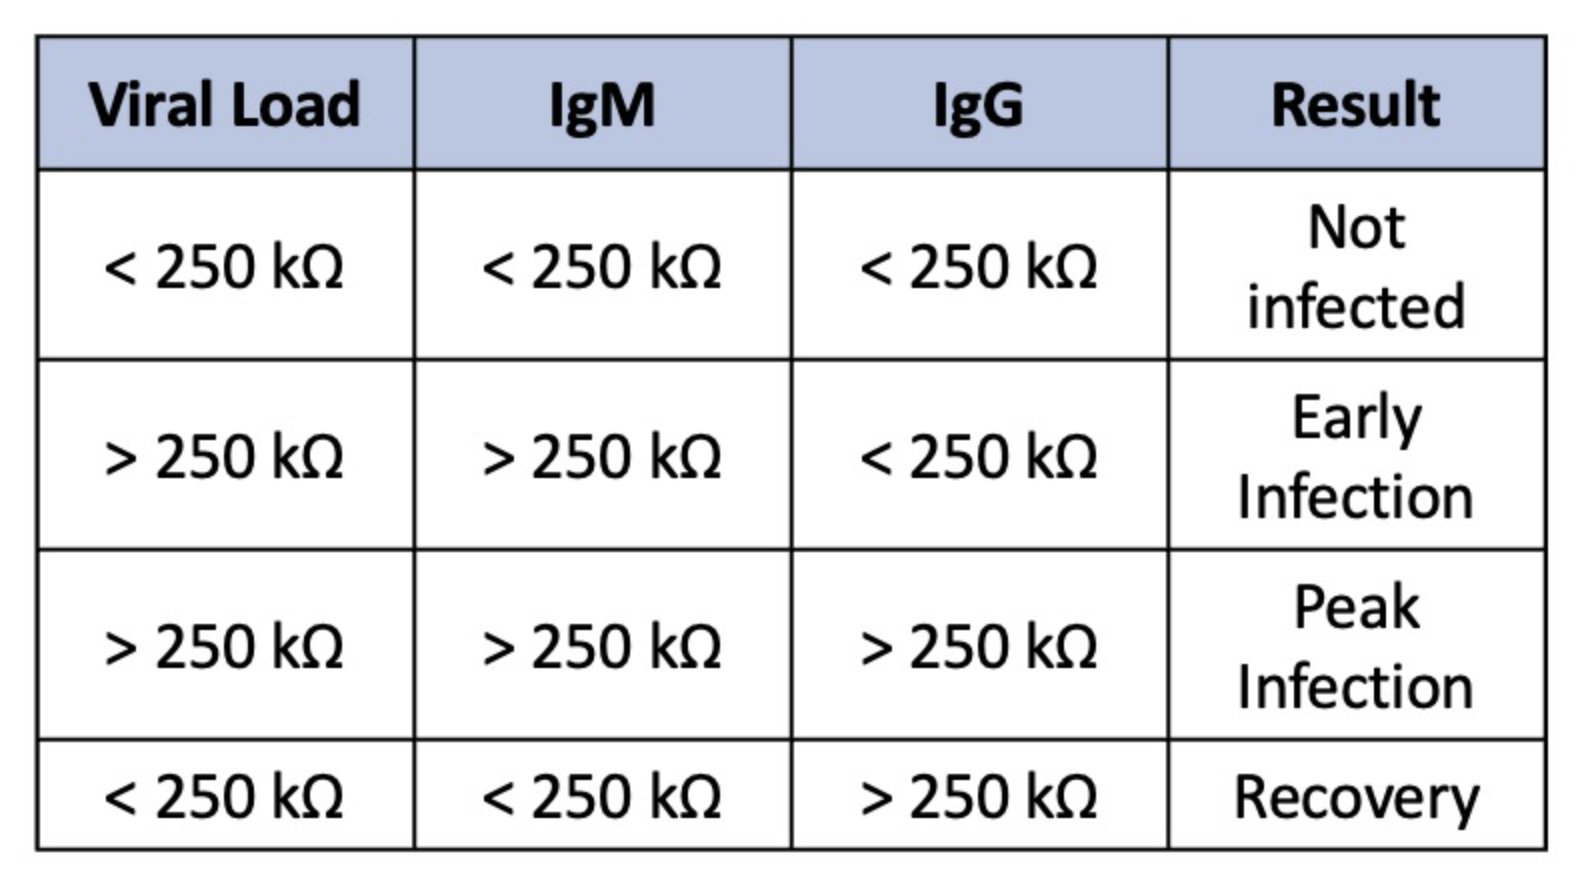 Viral Load IgM IgG Result
< 250 kΩ < 250 kΩ < 250 kΩ Not
infected
> 250 kΩ > 250 kΩ < 250 kΩ Early
Infection
> 250 kΩ > 250 kΩ > 250 kΩ Peak
Infection
< 250 kΩ < 250 kΩ > 250 kΩ Recovery